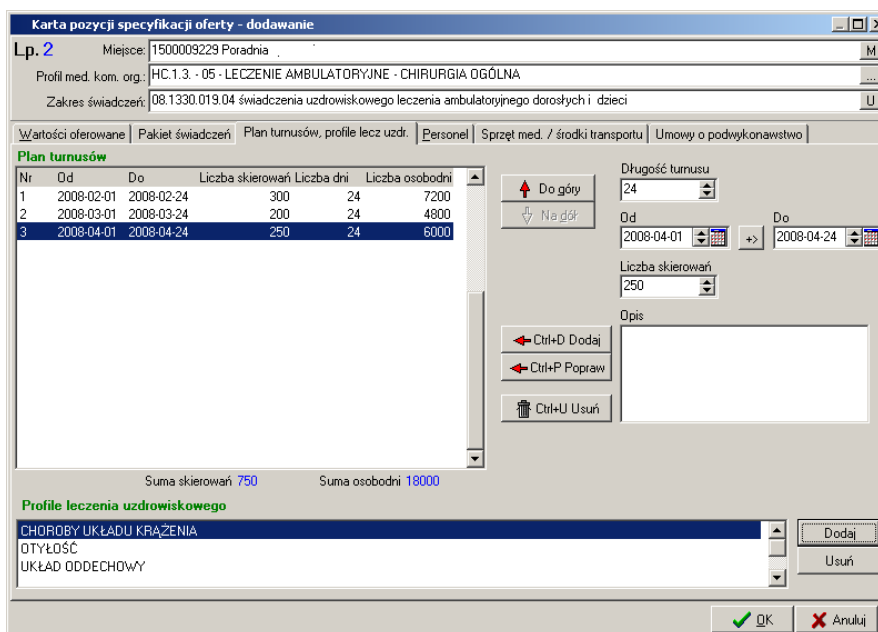 Karta pozycji specyfikacji oferty - dodawanie
Lp. 2 Miejsce: 1500009229 Poradnia M
Profil med. kom. org.: HC.1.3. - 05 - LECZENIE AMBULATORYJNE - CHIRURGIA OGÓLNA ...
Zakres świadczeń: 08.1330.019.04 świadczenia uzdrowiskowego leczenia ambulatoryjnego dorosłych i dzieci U
Wartości oferowane Pakiet świadczeń Plan turnusów, profile lecz uzdr. Personel Sprzęt med. / środki transportu Umowy o podwykonawstwo
Plan turnusów
Nr Od Do Liczba skierowań Liczba dni Liczba osobodni
1 2008-02-01 2008-02-24 300 24 7200
2 2008-03-01 2008-03-24 200 24 4800
3 2008-04-01 2008-04-24 250 24 6000
Do góry
Na dół
Długość turnusu
24
Od Do
2008-04-01 +> 2008-04-24
Liczba skierowań
250
Opis
Ctrl+D Dodaj
Ctrl+P Popraw
Ctrl+U Usuń
Suma skierowań 750 Suma osobodni 18000
Profile leczenia uzdrowiskowego
CHOROBY UKŁADU KRĄŻENIA
OTYŁOŚĆ
UKŁAD ODDECHOWY
Dodaj
Usuń
OK Anuluj